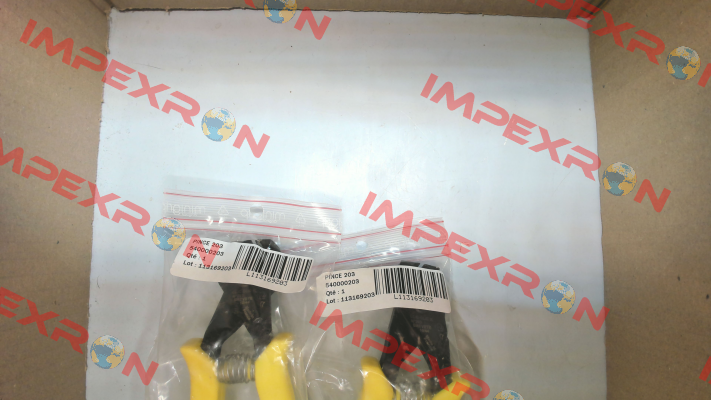 IMPEXRON
IMPEXRON
IMPEXRON
IMPEXRON
IMPEXRON
IMPEXRON
IMPEXRON
PINCE 203
540000203
Qté : 1
Lot : 113169203
L113169203
PINCE 203
540000203
Qté : 1
Lot : 113169203
L113169203